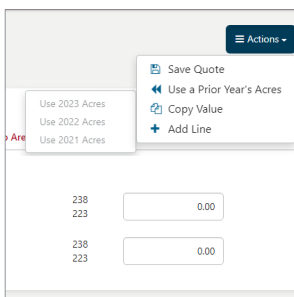 Actions
Save Quote
Use a Prior Year's Acres
Copy Value
Add Line
Use 2023 Acres
Use 2022 Acres
Use 2021 Acres
Are
238
223
0.00
238
223
0.00